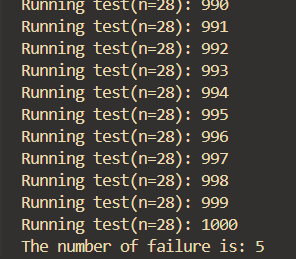 Running test(n=28): 990
Running test(n=28): 991
Running test(n=28): 992
Running test(n=28): 993
Running test(n=28): 994
Running test(n=28): 995
Running test(n=28): 996
Running test(n=28): 997
Running test(n=28): 998
Running test(n=28): 999
Running test(n=28): 1000
The number of failure is: 5